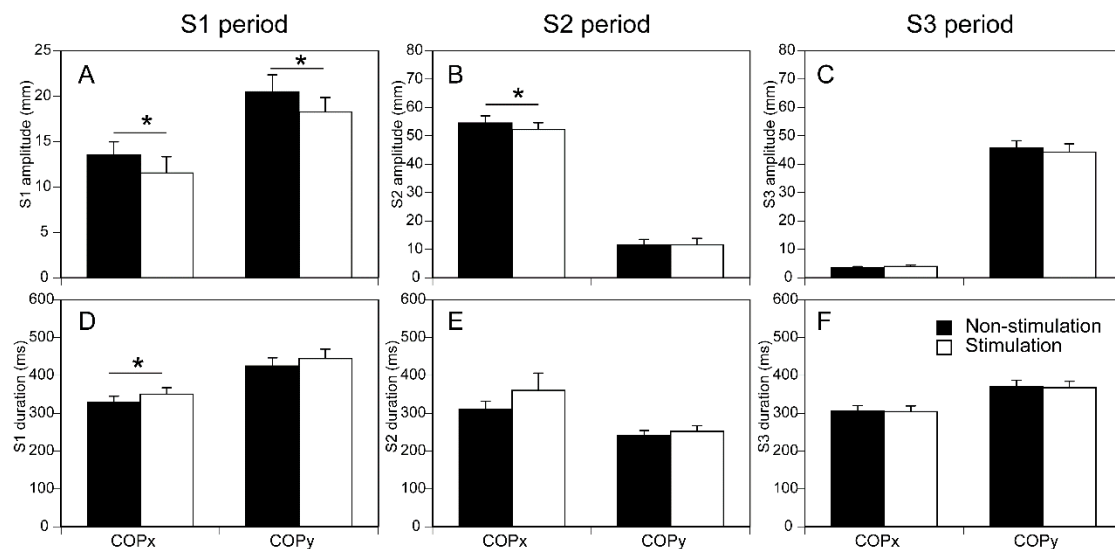 S1 period
S2 period
S3 period
A
S1 amplitude (mm)
25
20
15
10
5
0
*
*
B
S2 amplitude (mm)
80
70
60
50
40
30
20
10
0
*
C
S3 amplitude (mm)
80
70
60
50
40
30
20
10
0
D
S1 duration (ms)
600
500
400
300
200
100
0
*
COPx
COPy
E
S2 duration (ms)
600
500
400
300
200
100
0
COPx
COPy
F
S3 duration (ms)
600
500
400
300
200
100
0
Non-stimulation
Stimulation
COPx
COPy